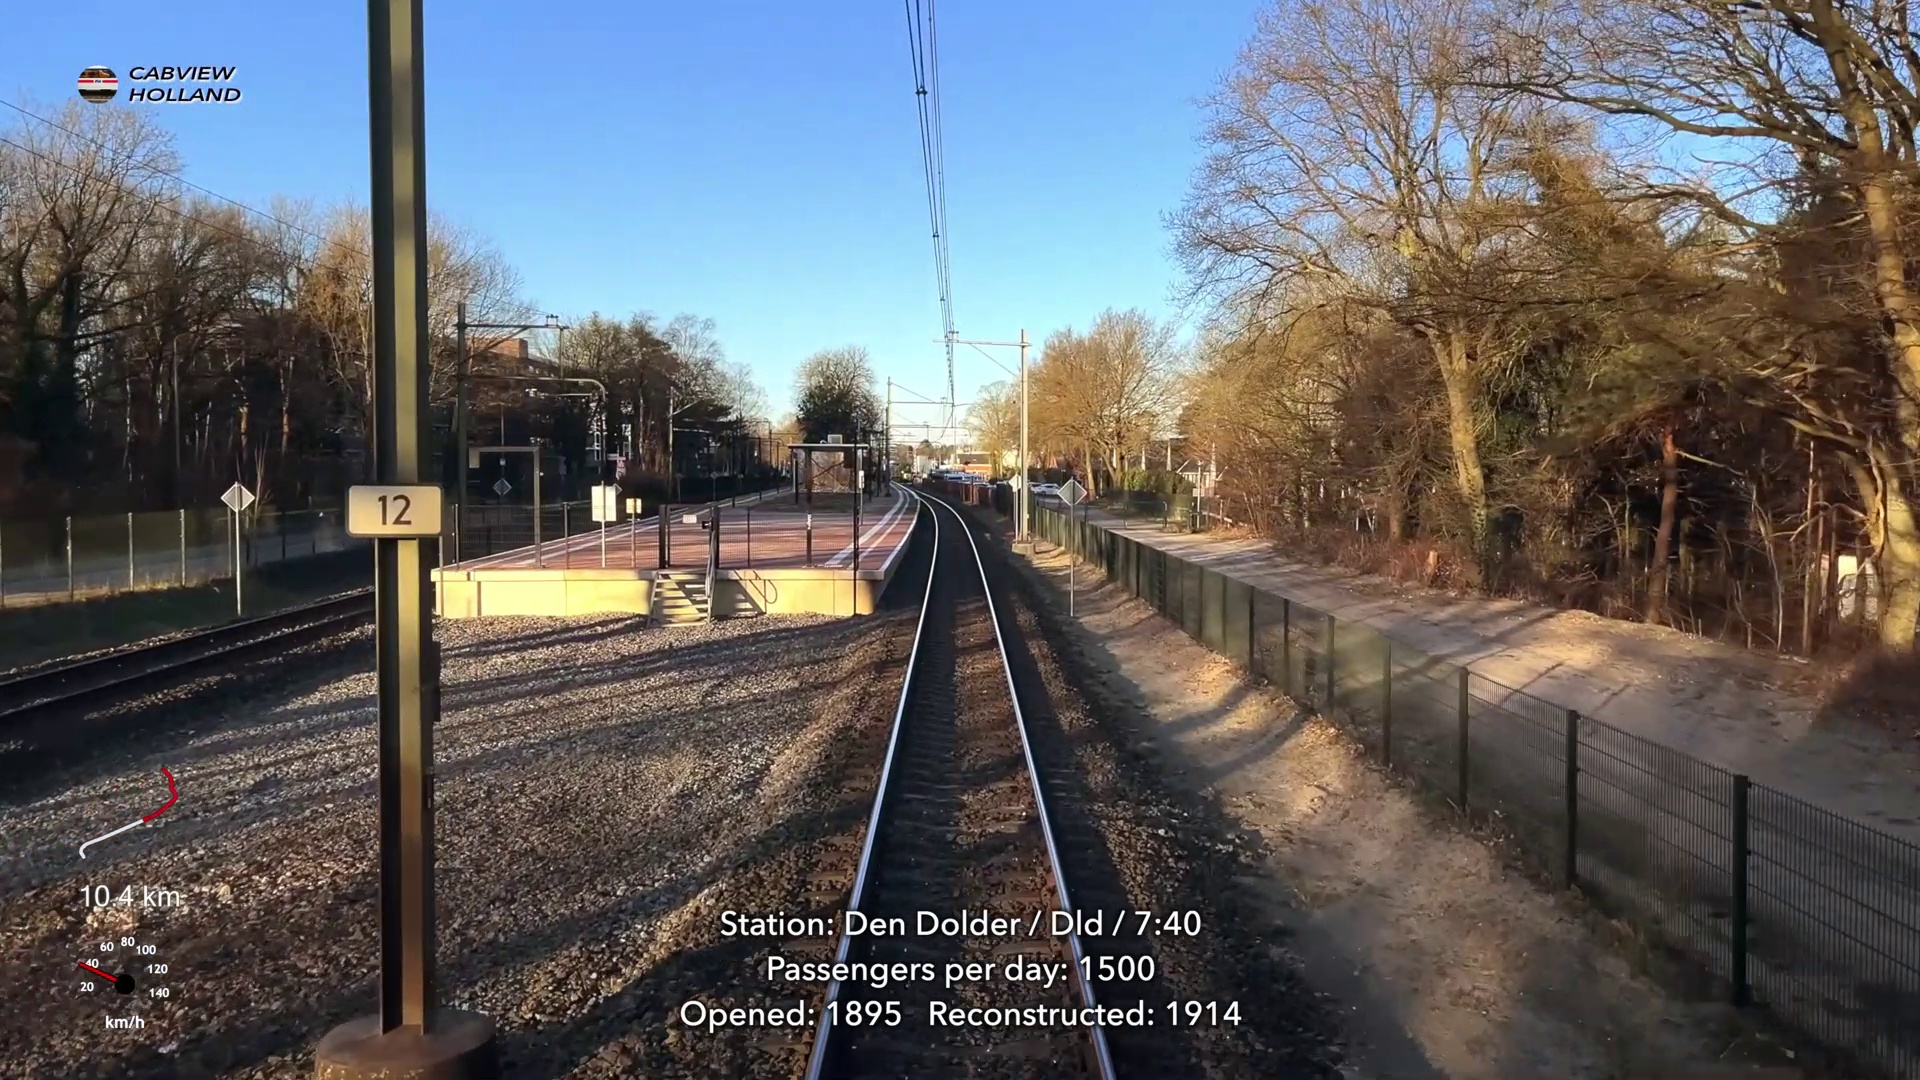 CABVIEW
HOLLAND
12
10.4 km
60 80 100
40 120
20 140
km/h
Station: Den Dolder / Dld / 7:40
Passengers per day: 1500
Opened: 1895 Reconstructed: 1914